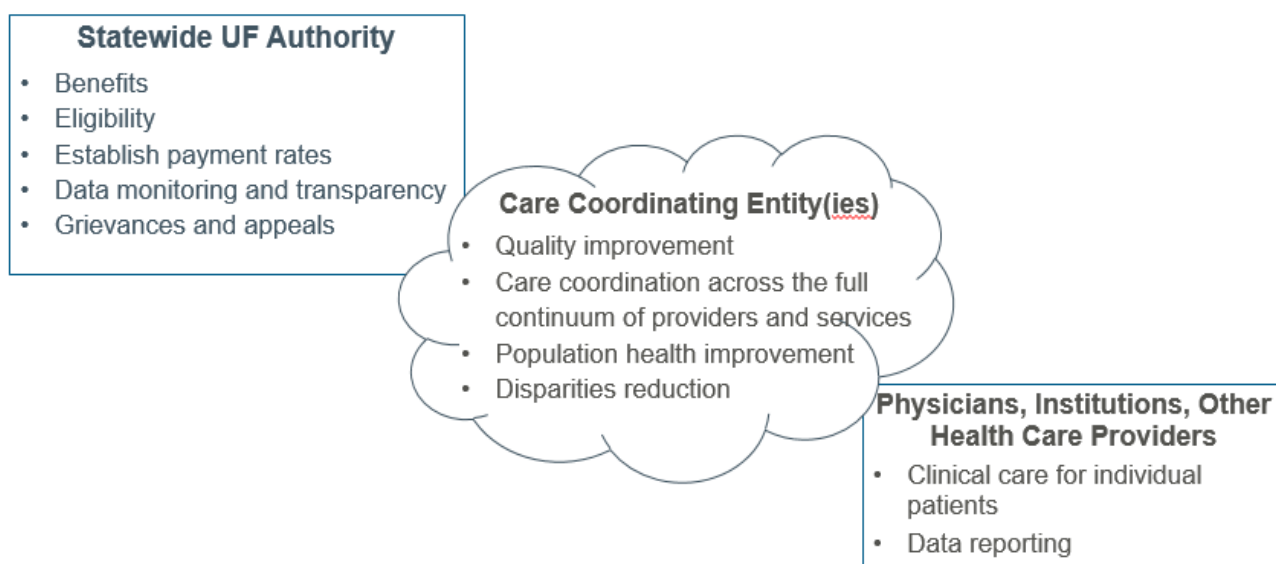 Statewide UF Authority
• Benefits
• Eligibility
• Establish payment rates
• Data monitoring and transparency
• Grievances and appeals
Care Coordinating Entity(ies)
• Quality improvement
• Care coordination across the full
continuum of providers and services
• Population health improvement
• Disparities reduction
Physicians, Institutions, Other
Health Care Providers
• Clinical care for individual
patients
• Data reporting